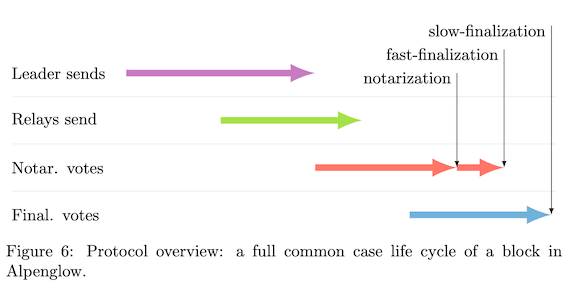 slow-finalization
fast-finalization
Leader sends
notarization
Relays send
Notar. votes
Final. votes
Figure 6: Protocol overview: a full common case life cycle of a block in
Alpenglow.